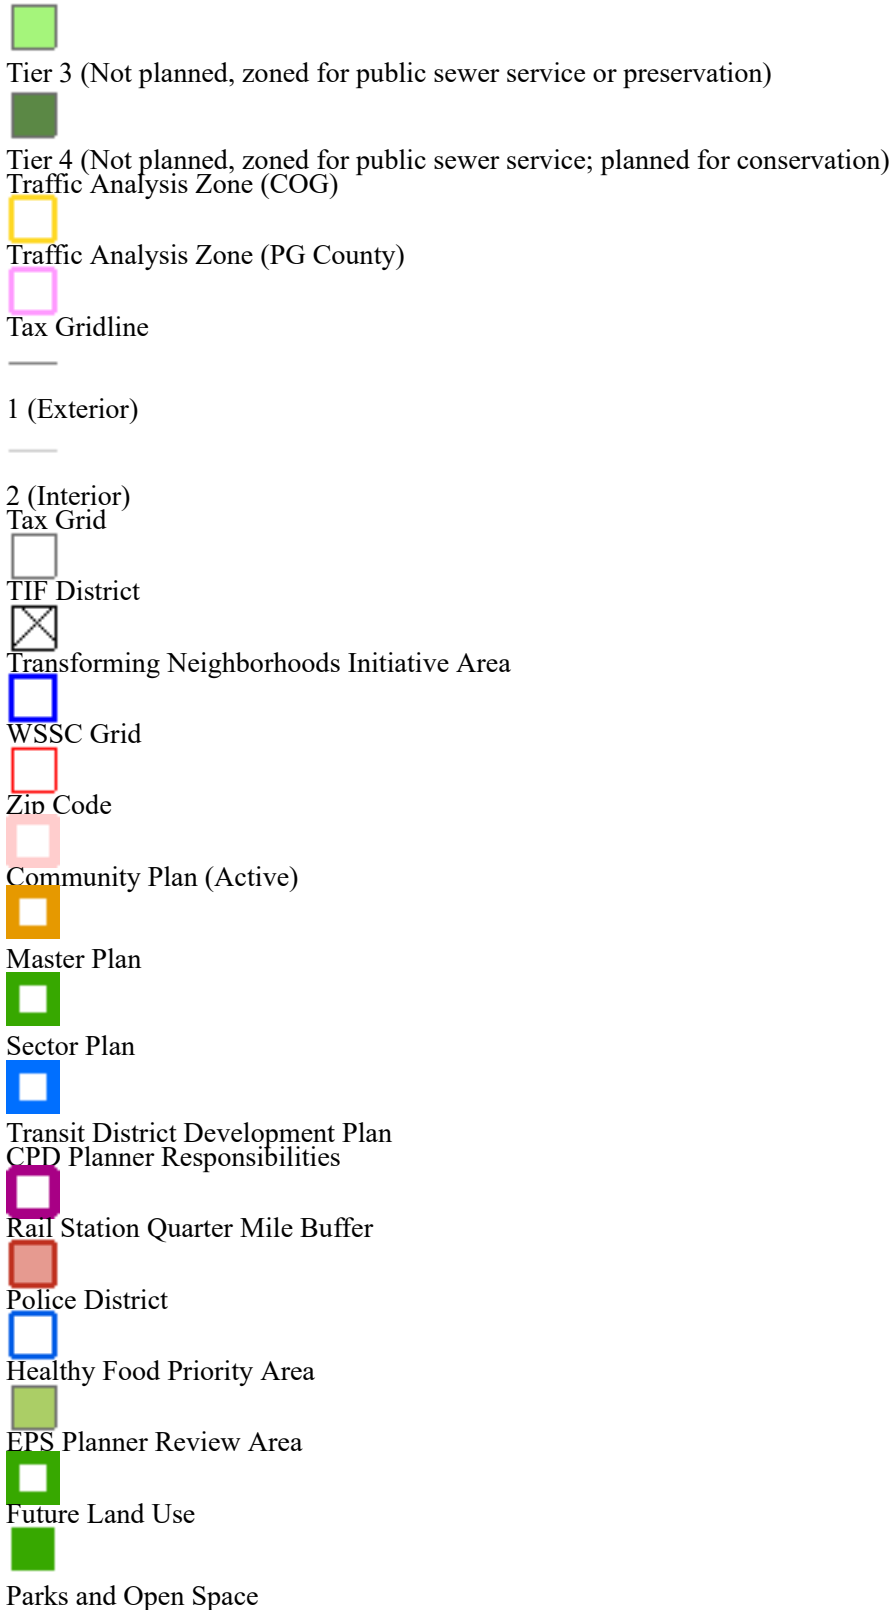 Tier 3 (Not planned, zoned for public sewer service or preservation)
Tier 4 (Not planned, zoned for public sewer service; planned for conservation)
Traffic Analysis Zone (COG)
Traffic Analysis Zone (PG County)
Tax Gridline
1 (Exterior)
2 (Interior)
Tax Grid
TIF District
Transforming Neighborhoods Initiative Area
WSSC Grid
Zip Code
Community Plan (Active)
Master Plan
Sector Plan
Transit District Development Plan
CPD Planner Responsibilities
Rail Station Quarter Mile Buffer
Police District
Healthy Food Priority Area
EPS Planner Review Area
Future Land Use
Parks and Open Space